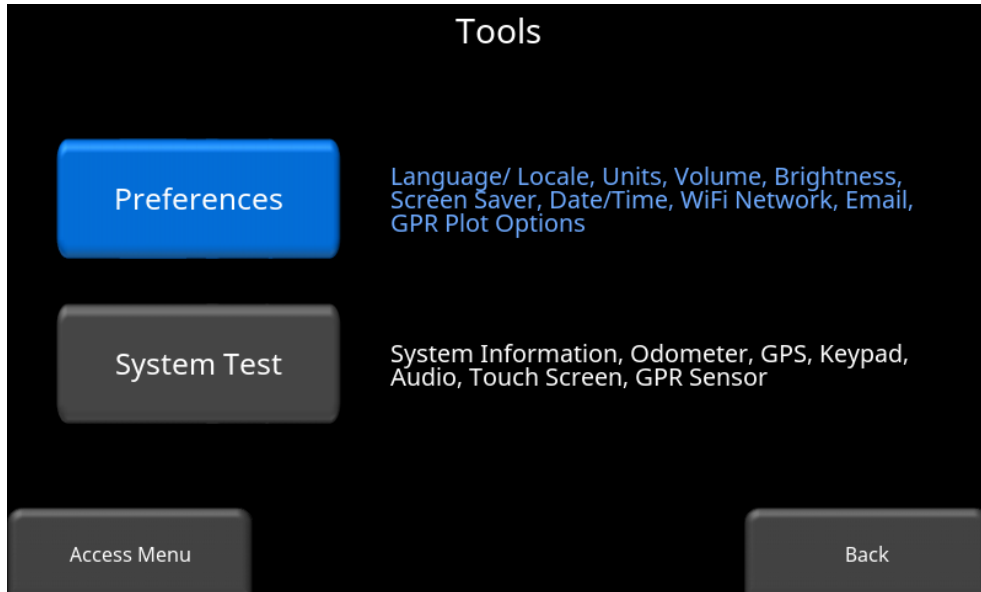 Tools
Preferences
Language/ Locale, Units, Volume, Brightness,
Screen Saver, Date/Time, WiFi Network, Email,
GPR Plot Options
System Test
System Information, Odometer, GPS, Keypad,
Audio, Touch Screen, GPR Sensor
Access Menu
Back